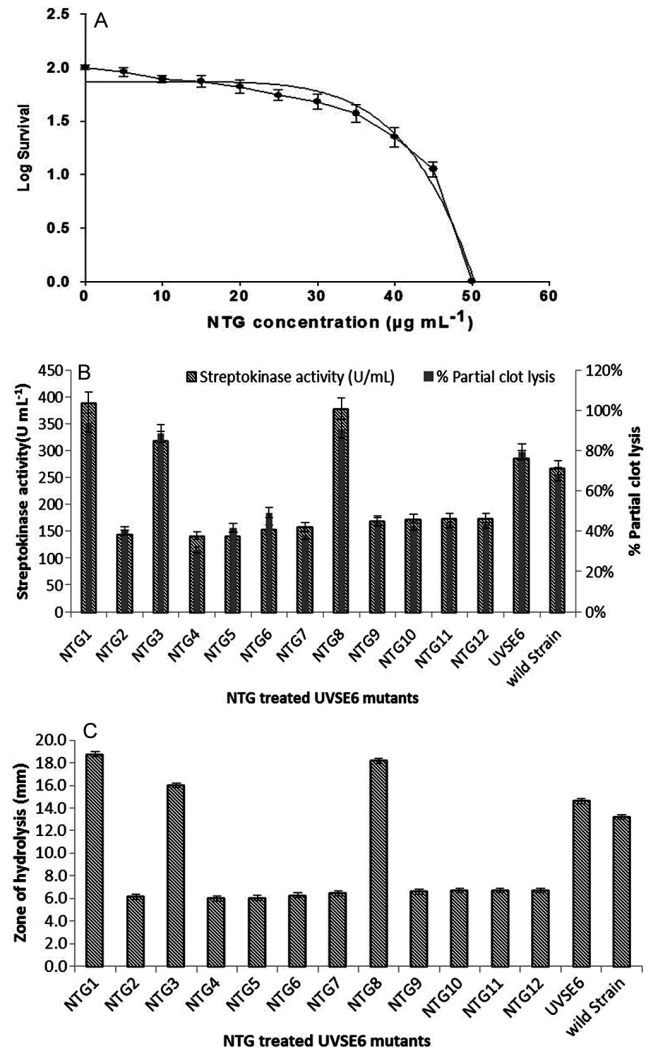 A
2.5
2.0
1.5
1.0
0.5
0.0
Log Survival
0 10 20 30 40 50 60
NTG concentration (µg mL-1)
B
Streptokinase activity (U/mL) % Partial clot lysis
450
400
350
300
250
200
150
100
50
0
Streptokinase activity(U mL-1)
120%
100%
80%
60%
40%
20%
0%
% Partial clot lysis
NTG1 NTG2 NTG3 NTG4 NTG5 NTG6 NTG7 NTG8 NTG9 NTG10 NTG11 NTG12 UVSE6 wild Strain
NTG treated UVSE6 mutants
C
20.0
18.0
16.0
14.0
12.0
10.0
8.0
6.0
4.0
2.0
0.0
Zone of hydrolysis (mm)
NTG1 NTG2 NTG3 NTG4 NTG5 NTG6 NTG7 NTG8 NTG9 NTG10 NTG11 NTG12 UVSE6 wild Strain
NTG treated UVSE6 mutants